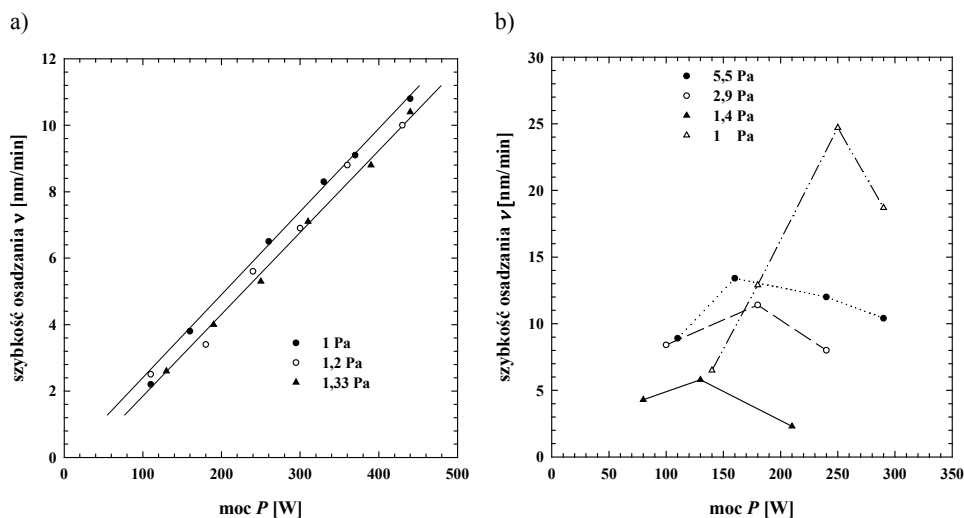 a)
12
10
8
6
4
2
0
szybkość osadzania ν [nm/min]
1 Pa
1,2 Pa
1,33 Pa
0 100 200 300 400 500
moc P [W]
b)
30
25
20
15
10
5
0
szybkość osadzania ν [nm/min]
5,5 Pa
2,9 Pa
1,4 Pa
1 Pa
0 50 100 150 200 250 300 350
moc P [W]